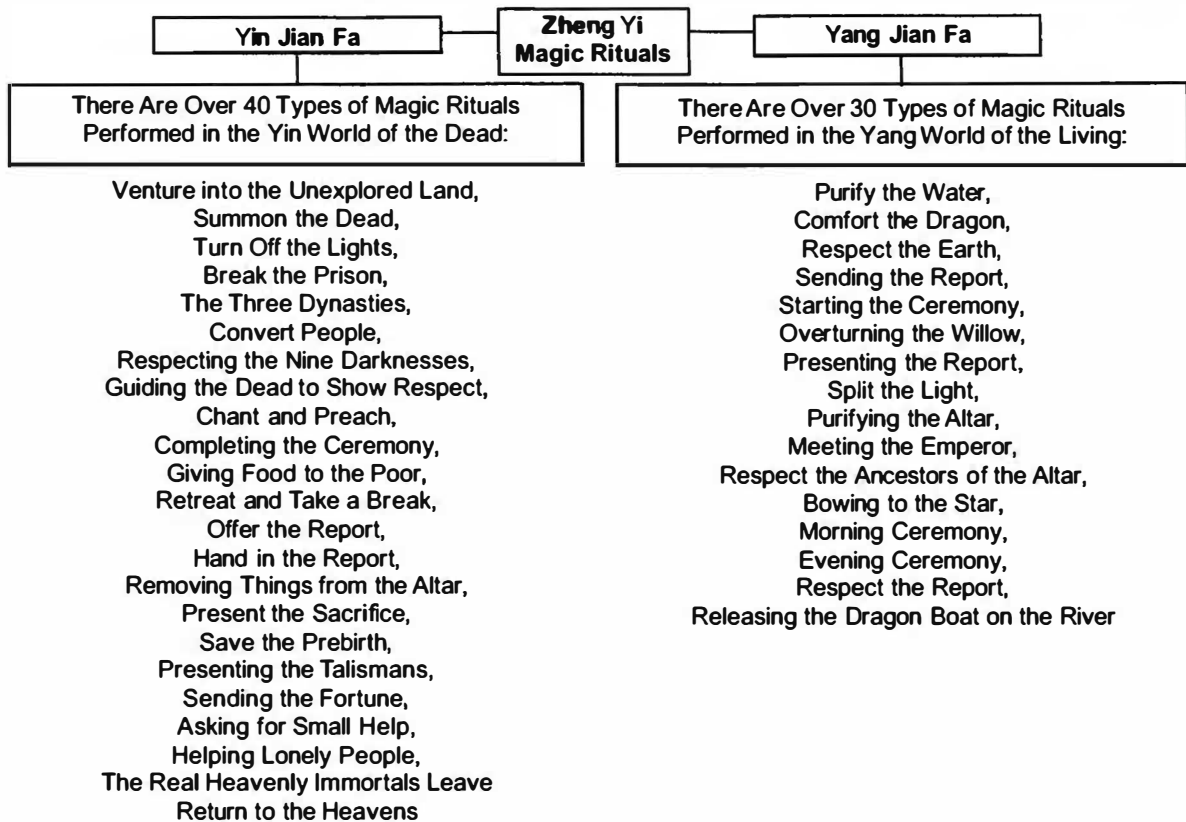 Zheng Yi
Magic Rituals
Yin Jian Fa
Yang Jian Fa
There Are Over 40 Types of Magic Rituals
Performed in the Yin World of the Dead:
Venture into the Unexplored Land,
Summon the Dead,
Turn Off the Lights,
Break the Prison,
The Three Dynasties,
Convert People,
Respecting the Nine Darknesses,
Guiding the Dead to Show Respect,
Chant and Preach,
Completing the Ceremony,
Giving Food to the Poor,
Retreat and Take a Break,
Offer the Report,
Hand in the Report,
Removing Things from the Altar,
Present the Sacrifice,
Save the Prebirth,
Presenting the Talismans,
Sending the Fortune,
Asking for Small Help,
Helping Lonely People,
The Real Heavenly Immortals Leave
Return to the Heavens
There Are Over 30 Types of Magic Rituals
Performed in the Yang World of the Living:
Purify the Water,
Comfort the Dragon,
Respect the Earth,
Sending the Report,
Starting the Ceremony,
Overturning the Willow,
Presenting the Report,
Split the Light,
Purifying the Altar,
Meeting the Emperor,
Respect the Ancestors of the Altar,
Bowing to the Star,
Morning Ceremony,
Evening Ceremony,
Respect the Report,
Releasing the Dragon Boat on the River